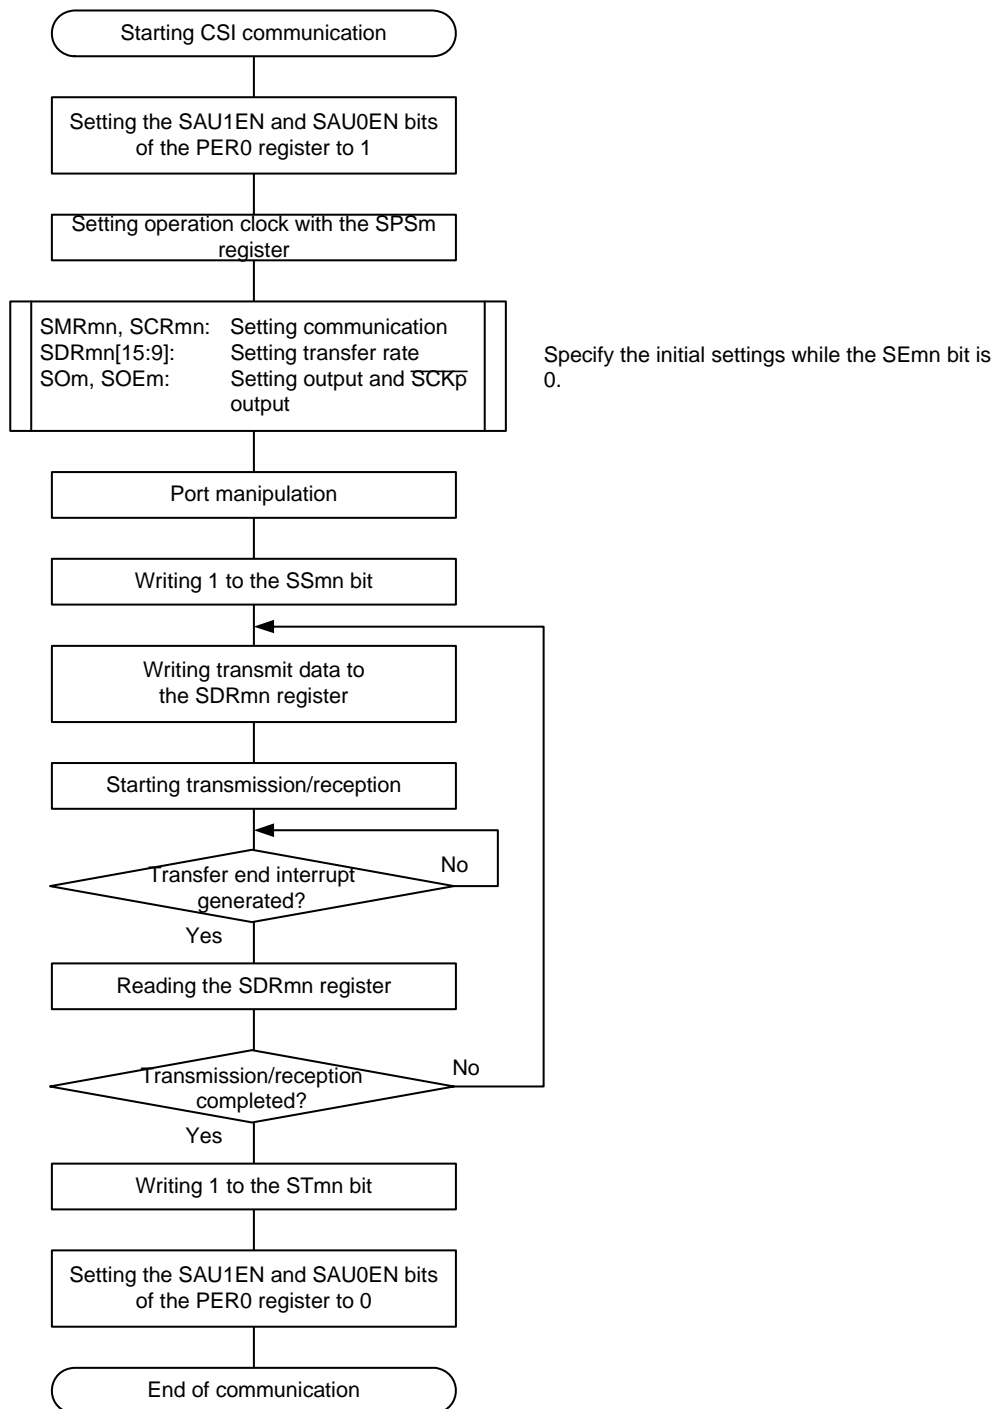 Starting CSI communication
Setting the SAU1EN and SAU0EN bits
of the PER0 register to 1
Setting operation clock with the SPSm
register
SMRmn, SCRmn: Setting communication
SDRmn[15:9]: Setting transfer rate
SOm, SOEm: Setting output and S̅C̅K̅p̅
output
Specify the initial settings while the SEmn bit is
0.
Port manipulation
Writing 1 to the SSmn bit
Writing transmit data to
the SDRmn register
Starting transmission/reception
Transfer end interrupt
generated?
No
Yes
Reading the SDRmn register
Transmission/reception
completed?
No
Yes
Writing 1 to the STmn bit
Setting the SAU1EN and SAU0EN bits
of the PER0 register to 0
End of communication